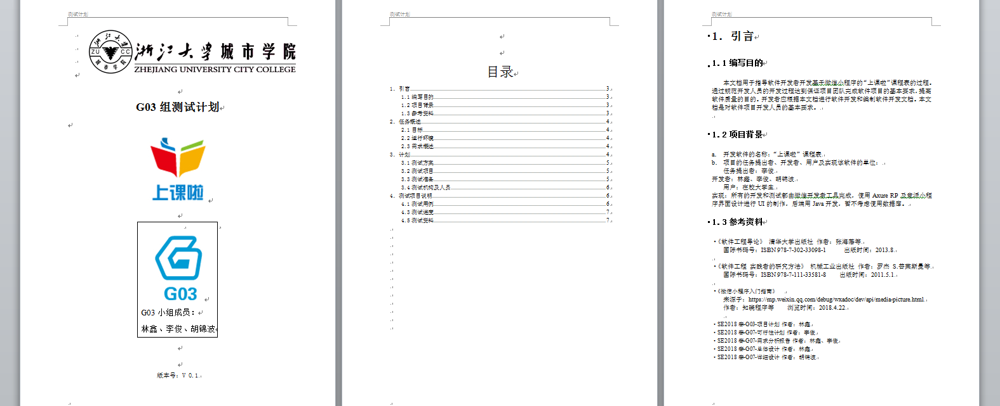 测试计划
ZUCC
浙江大学城市学院
浙江大学城市学院
ZHEJIANG UNIVERSITY CITY COLLEGE
G03 组测试计划
上课啦
G03
G03 小组成员：
林鑫、李俊、胡锦波
版本号：V 0.1.
测试计划
目录
1. 引言 3
1.1 编写目的 3
1.2 项目背景 3
1.3 参考资料 3
2. 任务概述 4
2.1 目标 4
2.2 运行环境 4
2.3 需求概述 4
3. 计划 4
3.1 测试方案 5
3.2 测试项目 5
3.3 测试准备 5
3.4 测试机构及人员 6
4. 测试项目说明 6
4.1 测试用例 6
4.3 测试进度 7
4.5 测试资料 7
测试计划
1. 引言
1.1 编写目的
本文档用于指导软件开发者开发基于微信小程序的“上课啦”课程表的过程。
通过规范开发人员的开发过程达到保证项目团队完成软件项目的基本要求，提高
软件质量的目的。开发者应根据本文档进行软件开发和编制软件开发文档。本文
档是对软件项目开发人员的基本要求。
1.2 项目背景
a. 开发软件的名称：“上课啦”课程表
b. 项目的任务提出者、开发者、用户及实现该软件的单位：
任务提出者：李俊
开发者：林鑫、李俊、胡锦波
用户：在校大学生
实现：所有的开发和测试都由微信开发者工具完成，使用 Axure RP 及意派小程
序界面设计进行 UI 的制作，后端用 Java 开发，暂不考虑使用数据库。
1.3 参考资料
·《软件工程导论》 清华大学出版社 作者：张海藩等
国际书码号：ISBN 978-7-302-33098-1 出版时间：2013.8
·《软件工程 实践者的研究方法》 机械工业出版社 作者：罗杰 S.普莱斯曼等
国际书码号：ISBN 978-7-111-33581-8 出版时间：2011.5.1
·《微信小程序入门指南》
来源于：https://mp.weixin.qq.com/debug/wxadoc/dev/api/media-picture.html
作者：知晓程序等 浏览时间：2018.4.22
· SE2018 春-G03-项目计划 作者：林鑫
· SE2018 春-G07-可行性计划 作者：李俊
· SE2018 春-G07-需求分析报告 作者：林鑫、李俊
· SE2018 春-G07-总体设计 作者：林鑫
· SE2018 春-G07-详细设计 作者：胡锦波